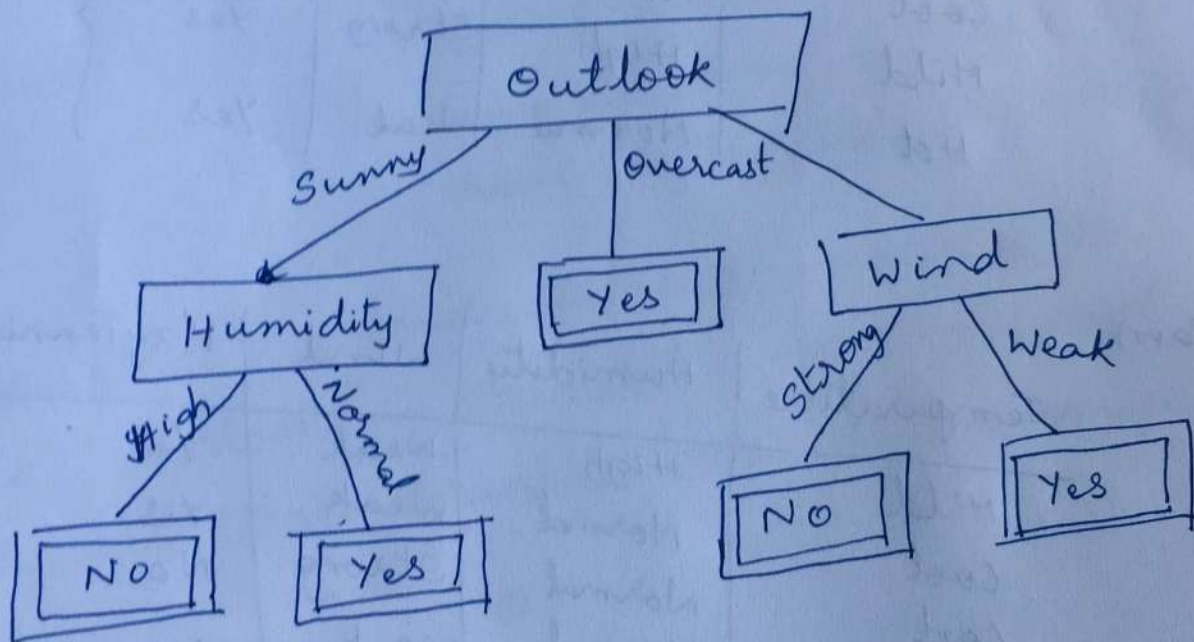 Outlook
Sunny
Overcast
Humidity
Yes
Wind
High
Normal
Strong
Weak
No
Yes
No
Yes